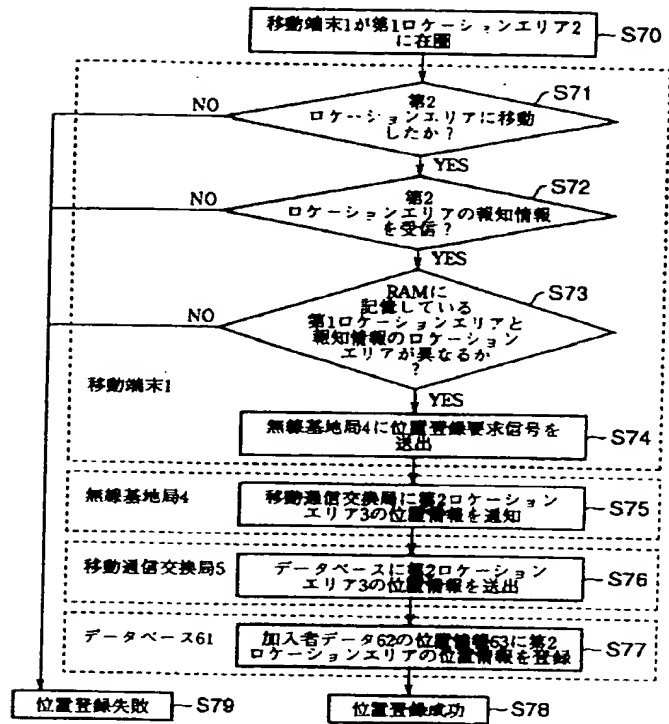 移動端末1が第1ロケーションエリア2
に在圏
S70
S71
NO
第2
ロケーションエリアに移動
したか?
YES
S72
NO
第2
ロケーションエリアの報知情報
を受信?
YES
S73
NO
RAMに
記憶している
第1ロケーションエリアと
報知情報のロケーション
エリアが異なるか
?
移動端末1
YES
無線基地局4に位置登録要求信号を
送出
S74
無線基地局4
移動通信交換局に第2ロケーション
エリア3の位置情報を通知
S75
移動通信交換局5
データベースに第2ロケーション
エリア3の位置情報を送出
S76
データベース61
加入省データ62の位置情報63に第2
ロケーションエリアの位置情報を登録
S77
位置登録失敗
S79
位置登録成功
S78